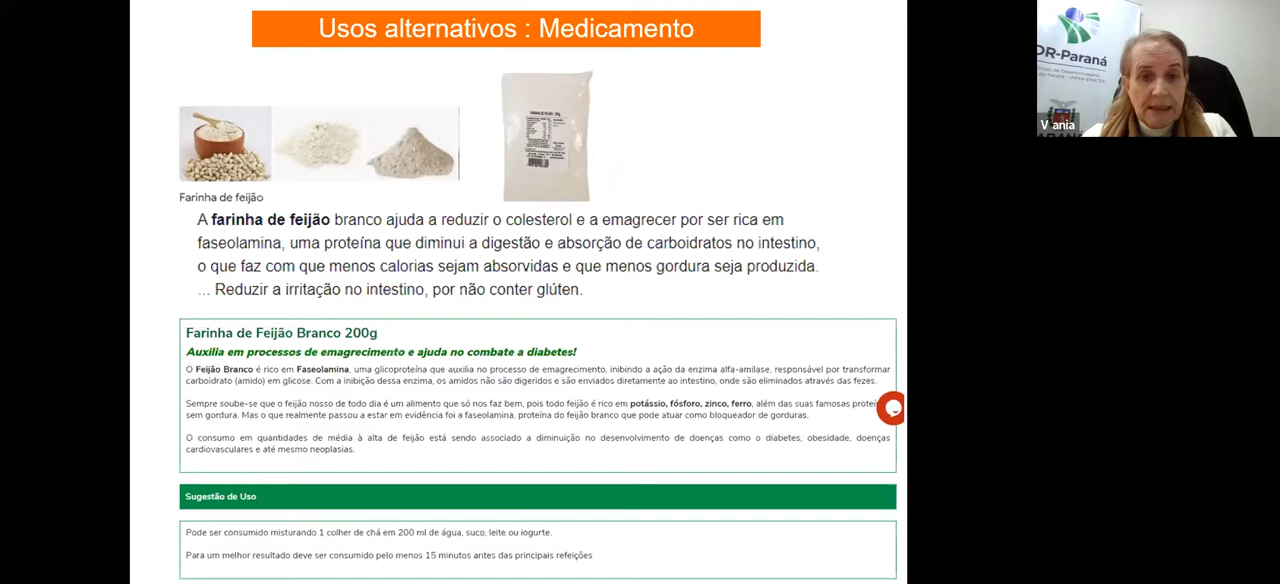 Usos alternativos : Medicamento
DR-Paraná
V ania
FARINHA DE FEIJÃO
Farinha de feijão
A farinha de feijão branco ajuda a reduzir o colesterol e a emagrecer por ser rica em
faseolamina, uma proteína que diminui a digestão e absorção de carboidratos no intestino,
o que faz com que menos calorias sejam absorvidas e que menos gordura seja produzida.
... Reduzir a irritação no intestino, por não conter glúten.
Farinha de Feijão Branco 200g
Auxilia em processos de emagrecimento e ajuda no combate a diabetes!
O Feijão Branco é rico em Faseolamina, uma glicoproteína que auxilia no processo de emagrecimento, inibindo a ação da enzima alfa-amilase, responsável por transformar
carboidrato (amido) em glicose. Com a inibição dessa enzima, os amidos não são digeridos e são enviados diretamente ao intestino, onde são eliminados através das fezes.
Sempre soube-se que o feijão nosso de todo dia é um alimento que só nos faz bem, pois todo feijão é rico em potássio, fósforo, zinco, ferro, além das suas famosas
sem gordura. Mas o que realmente passou a estar em evidência foi a faseolamina, proteína do feijão branco que pode atuar como bloqueador de gorduras.
O consumo em quantidades de média à alta de feijão está sendo associado a diminuição no desenvolvimento de doenças como o diabetes, obesidade, doenças
cardiovasculares e até mesmo neoplasias.
Sugestão de Uso
Pode ser consumido misturando 1 colher de chá em 200 ml de água, suco, leite ou iogurte.
Para um melhor resultado deve ser consumido pelo menos 15 minutos antes das principais refeições